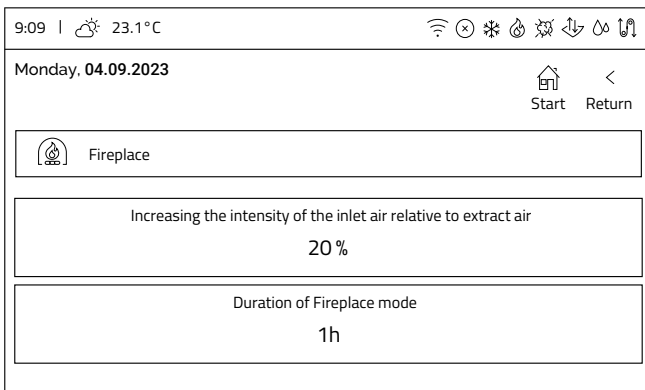 9:09 | 23.1°C
Monday, 04.09.2023
Start Return
Fireplace
Increasing the intensity of the inlet air relative to extract air
20 %
Duration of Fireplace mode
1h